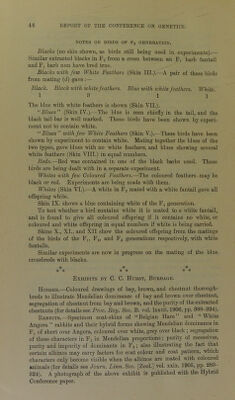 44 REPORT OF THE CONFERENCE ON GENETICS.
NOTES ON BIRDS OF F₂ GENERATION.
Blacks (no skin shown, as birds still being used in experiments).—
Similar extracted blacks in F₂ from a cross between an F₁ barb fantail
and F₁ barb × have bred true.
Blacks with few White Feathers (Skin III.).—A pair of these birds
from mating (d) gave:—
Black. Black with white feathers. Blue with white feathers. White.
1 3 1 1
The blue with white feathers is shown (Skin VII.).
"Blues" (Skin IV.).—The blue is seen chiefly in the tail, and the
black tail bar is well marked. These birds have been shown by experi-
ment not to contain white.
"Blues" with few White Feathers (Skin V.).—These birds have been
shown by experiment to contain white. Mating together the blues of the
two types, gave blues with no white feathers, and blues showing several
white feathers (Skin VIII.) in equal numbers.
Reds.—Red was contained in one of the black barbs used. These
birds are being dealt with in a separate experiment.
Whites with few Coloured Feathers.—The coloured feathers may be
black or red. Experiments are being made with them.
Whites (Skin VI.).—A white in F₂ mated with a white fantail gave all
offspring white.
Skin IX. shows a blue containing white of the F₂ generation.
To test whether a bird contains white it is mated to a white fantail,
and is found to give all coloured offspring if it contains no white, or
coloured and white offspring in equal numbers if white is being carried.
Skins X., XI., and XII show the coloured offspring from the matings
of the birds of the F₁, F₂, and F₃ generations respectively, with white
fantails.
Similar experiments are now in progress on the mating of the blue
crossbreds with blacks.
EXHIBITS BY C. C. HURST, BURBAGE.
HORSES.—Coloured drawings of bay, brown, and chestnut thorough-
breds to illustrate Mendelian dominance of bay and brown over chestnut,
segregation of chestnut from bay and brown, and the purity of the extracted
chestnuts (for details see Proc. Roy. Soc. B. vol. lxxvii, 1906, pp. 388-394).
RABBITS.—Specimen coat-skins of "Belgian Hare" and "White
Angora" rabbits and their hybrid forms showing Mendelian dominance in
F₁ of short over Angora, coloured over white, grey over black; segregation
of these characters in F₂ in Mendelian proportions; purity of recessives,
purity and impurity of dominants in F₂; also illustrating the fact that
certain albinos may carry factors for coat colour and coat pattern, which
characters only become visible when the albinos are mated with coloured
animals (for details see Journ. Linn. Soc. (Zool.) vol. xxix. 1905, pp. 283-
324). A photograph of the above exhibit is published with the Hybrid
Conference paper.